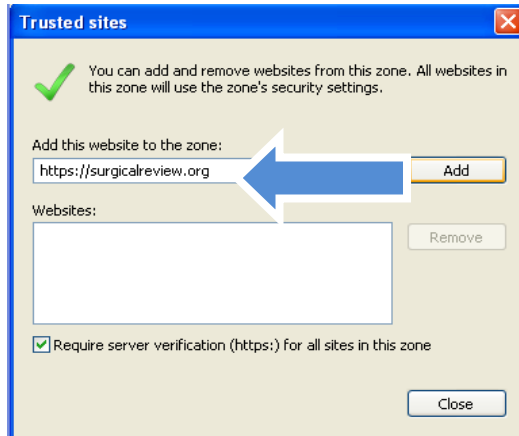 Trusted sites
You can add and remove websites from this zone. All websites in
this zone will use the zone's security settings.
Add this website to the zone:
https://surgicalreview.org
Add
Websites:
Remove
Require server verification (https:) for all sites in this zone
Close